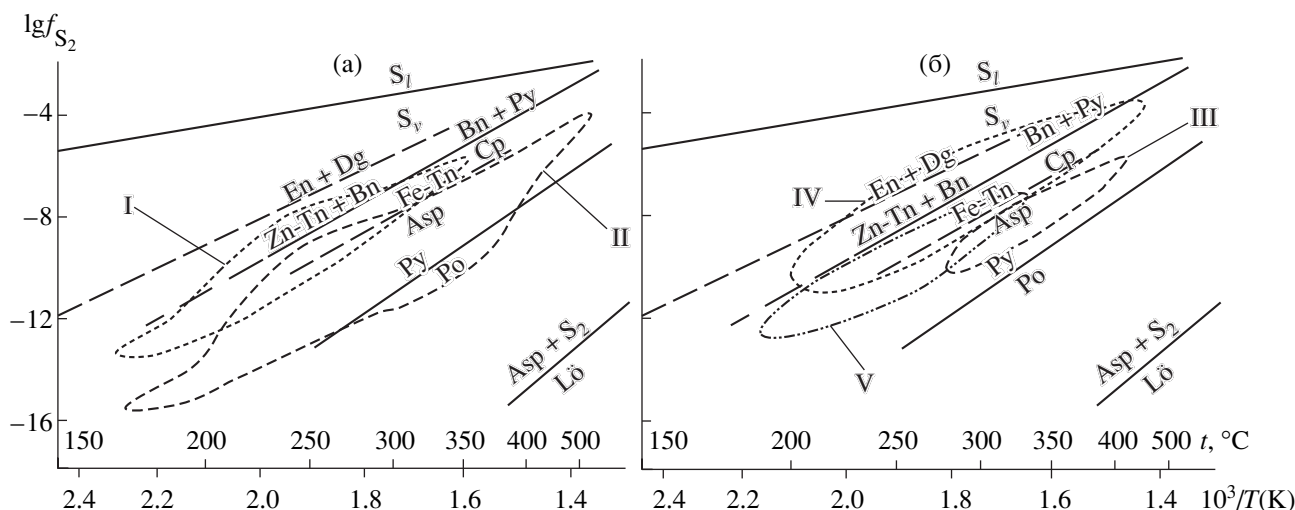 lgf S₂
(а)
S_l
−4
S_v
Bn + Py
En + Dg
Cp
Fe-Tn
I
−8
Zn-Tn + Bn
Asp
II
Py
Po
−12
Asp + S₂
Lö
−16
150 200 250 300 350 400 500
2.4 2.2 2.0 1.8 1.6 1.4
(б)
S_l
S_v
Bn + Py
III
En + Dg
Cp
IV
Zn-Tn + Bn
Fe-Tn
Asp
Py
Po
Asp + S₂
V
Lö
150 200 250 300 350 400 500 t, °C
2.4 2.2 2.0 1.8 1.6 1.4 10³/T(K)